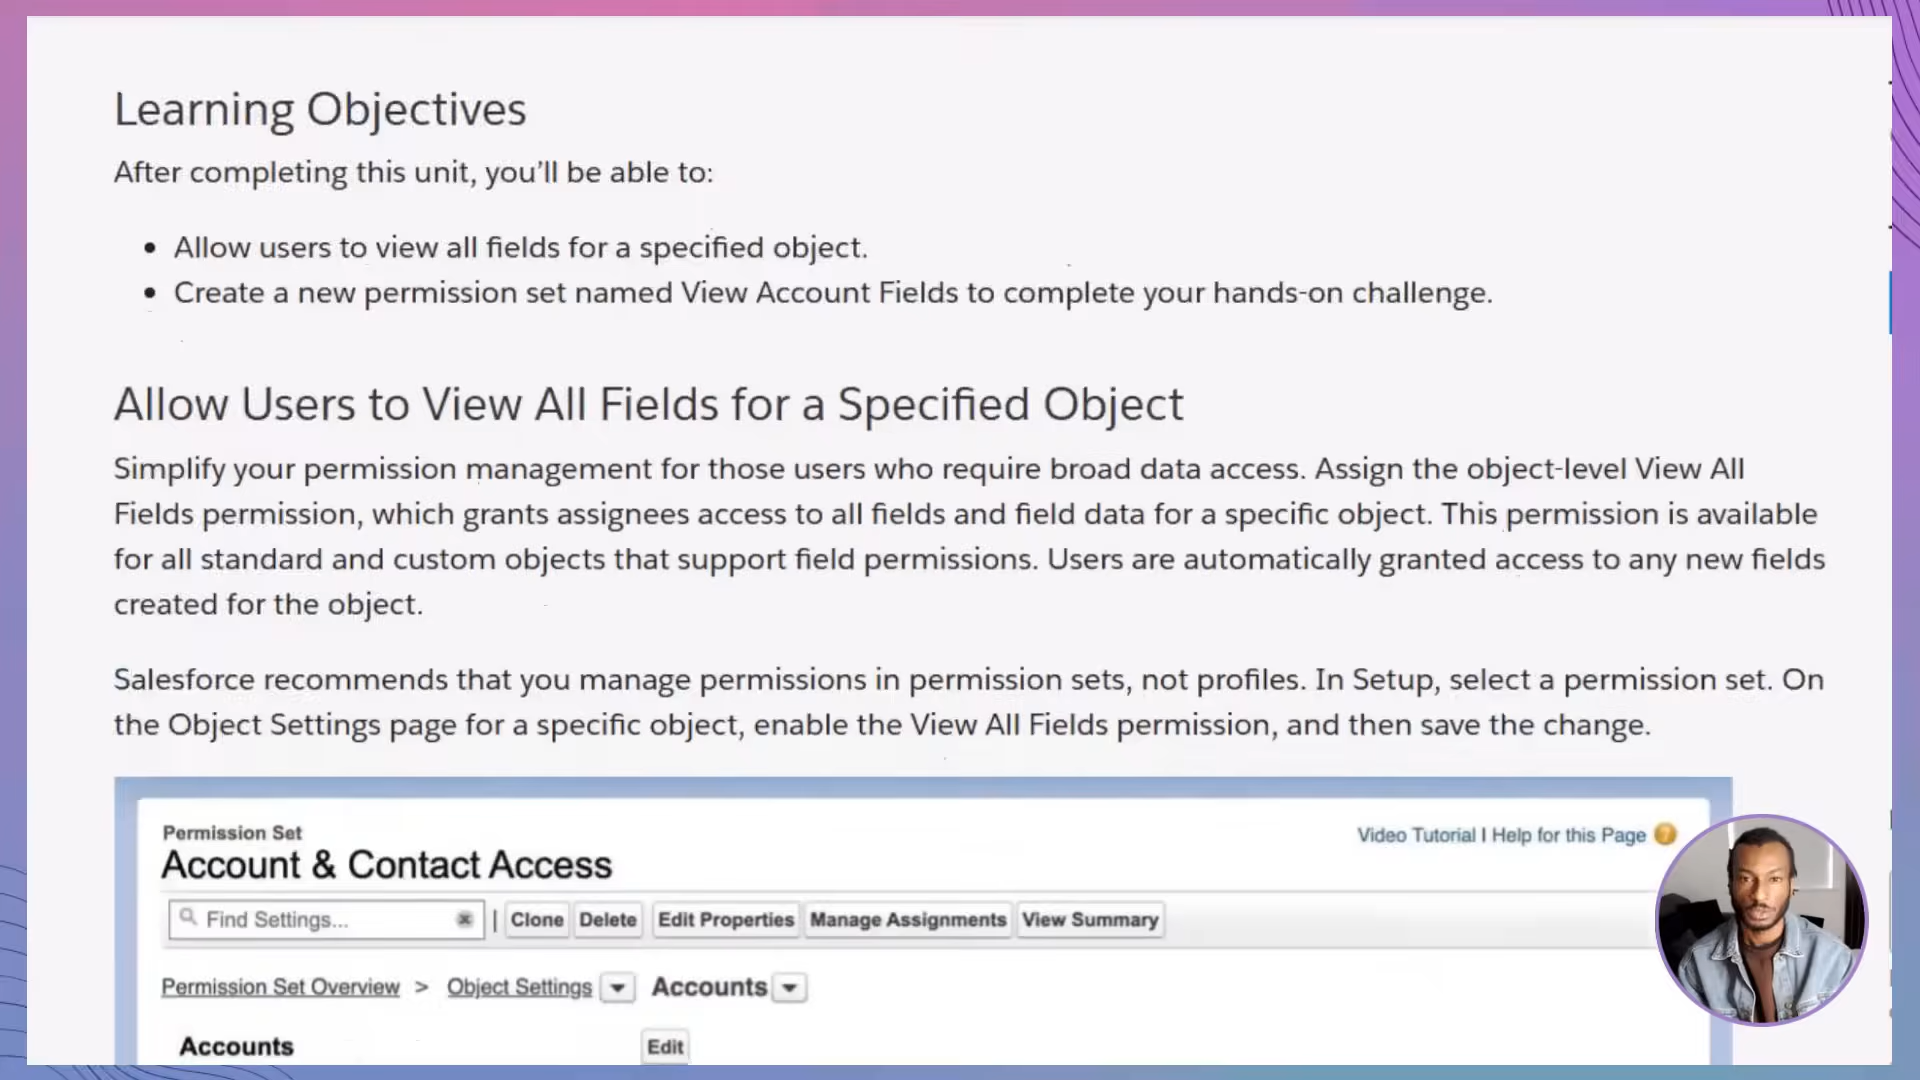 Learning Objectives
After completing this unit, you’ll be able to:
• Allow users to view all fields for a specified object.
• Create a new permission set named View Account Fields to complete your hands-on challenge.
Allow Users to View All Fields for a Specified Object
Simplify your permission management for those users who require broad data access. Assign the object-level View All
Fields permission, which grants assignees access to all fields and field data for a specific object. This permission is available
for all standard and custom objects that support field permissions. Users are automatically granted access to any new fields
created for the object.
Salesforce recommends that you manage permissions in permission sets, not profiles. In Setup, select a permission set. On
the Object Settings page for a specific object, enable the View All Fields permission, and then save the change.
Permission Set
Video Tutorial | Help for this Page ?
Account & Contact Access
Find Settings... | Clone Delete Edit Properties Manage Assignments View Summary
Permission Set Overview > Object Settings Accounts
Accounts Edit